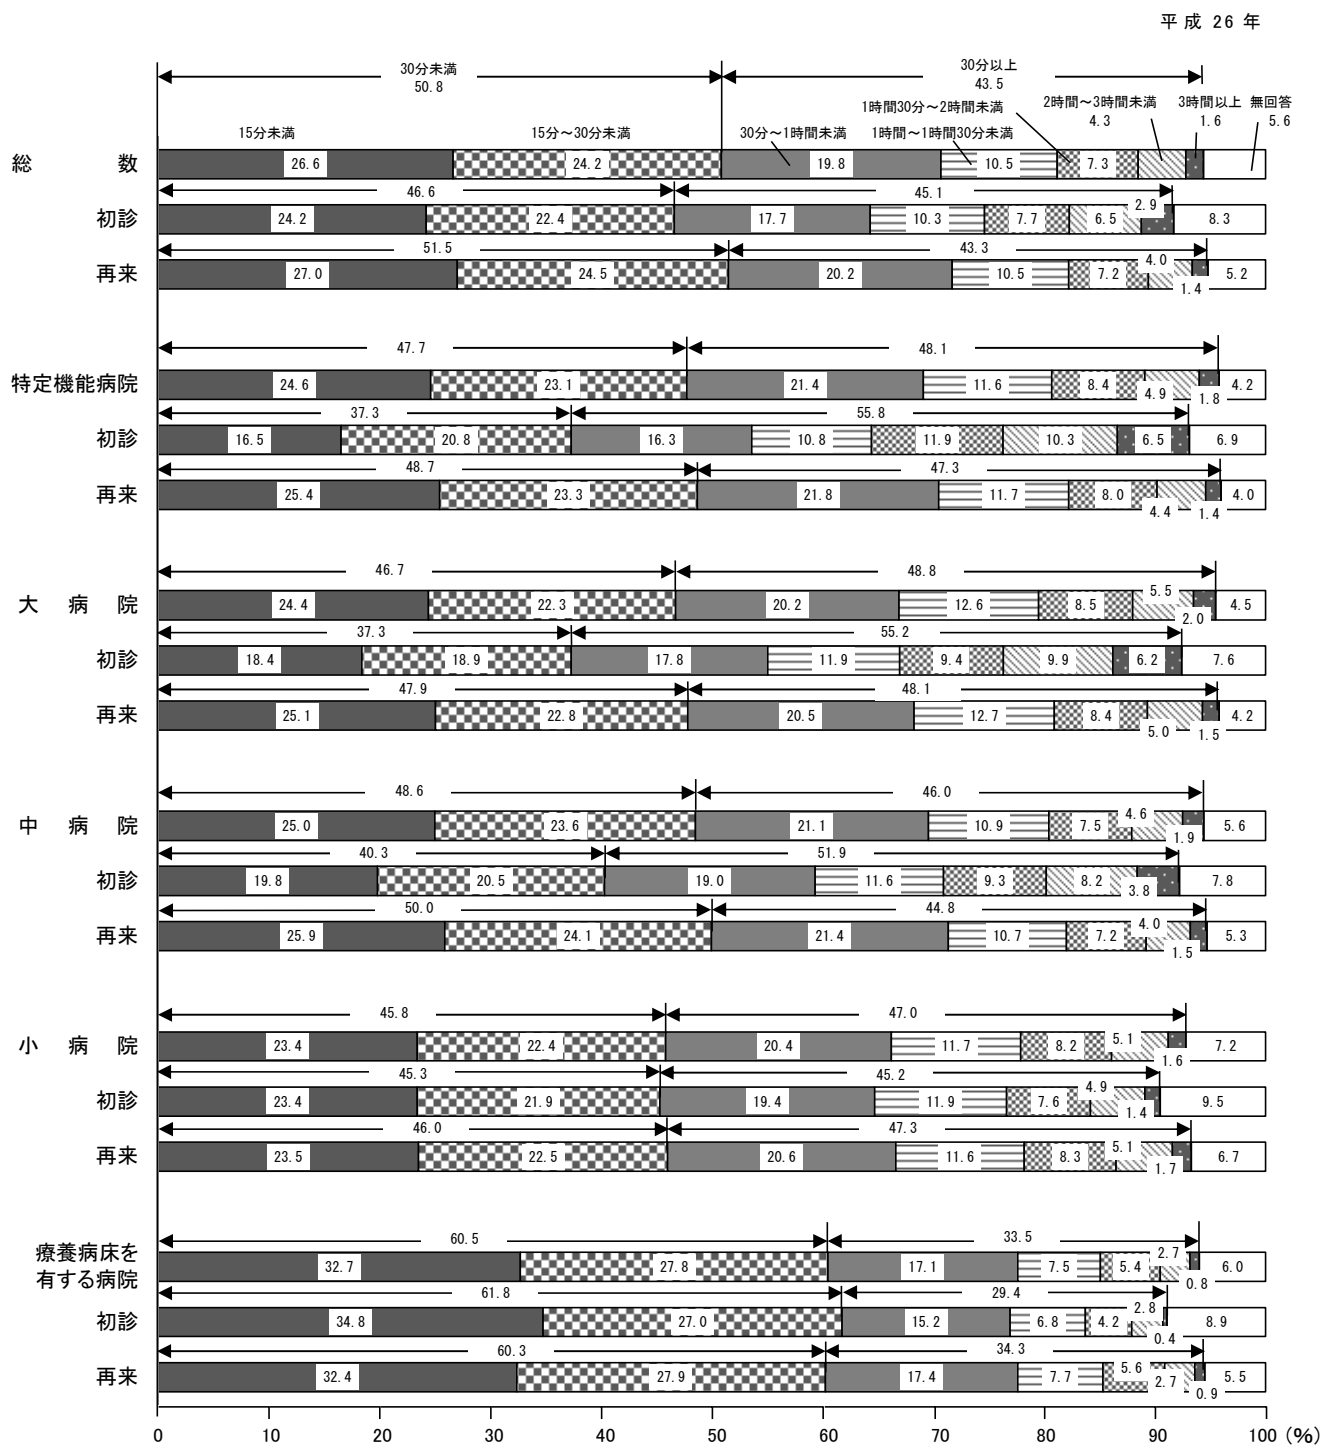 平成 26 年
30分未満
50.8
30分以上
43.5
1時間30分～2時間未満
2時間～3時間未満
4.3
3時間以上
1.6
無回答
5.6
15分未満
15分～30分未満
30分～1時間未満
1時間～1時間30分未満
総 数
26.6 24.2 19.8 10.5 7.3
46.6 45.1
初診
24.2 22.4 17.7 10.3 7.7 6.5 2.9 8.3
51.5 43.3
再来
27.0 24.5 20.2 10.5 7.2 4.0 1.4 5.2
47.7 48.1
特定機能病院
24.6 23.1 21.4 11.6 8.4 4.9 1.8 4.2
37.3 55.8
初診
16.5 20.8 16.3 10.8 11.9 10.3 6.5 6.9
48.7 47.3
再来
25.4 23.3 21.8 11.7 8.0 4.4 1.4 4.0
46.7 48.8
大 病 院
24.4 22.3 20.2 12.6 8.5 5.5 2.0 4.5
37.3 55.2
初診
18.4 18.9 17.8 11.9 9.4 9.9 6.2 7.6
47.9 48.1
再来
25.1 22.8 20.5 12.7 8.4 5.0 1.5 4.2
48.6 46.0
中 病 院
25.0 23.6 21.1 10.9 7.5 4.6 1.9 5.6
40.3 51.9
初診
19.8 20.5 19.0 11.6 9.3 8.2 3.8 7.8
50.0 44.8
再来
25.9 24.1 21.4 10.7 7.2 4.0 1.5 5.3
45.8 47.0
小 病 院
23.4 22.4 20.4 11.7 8.2 5.1 1.6 7.2
45.3 45.2
初診
23.4 21.9 19.4 11.9 7.6 4.9 1.4 9.5
46.0 47.3
再来
23.5 22.5 20.6 11.6 8.3 5.1 1.7 6.7
60.5 33.5
療養病床を
有する病院
32.7 27.8 17.1 7.5 5.4 2.7 0.8 6.0
61.8 29.4
初診
34.8 27.0 15.2 6.8 4.2 2.8 0.4 8.9
60.3 34.3
再来
32.4 27.9 17.4 7.7 5.6 2.7 0.9 5.5
0 10 20 30 40 50 60 70 80 90 100 (%)